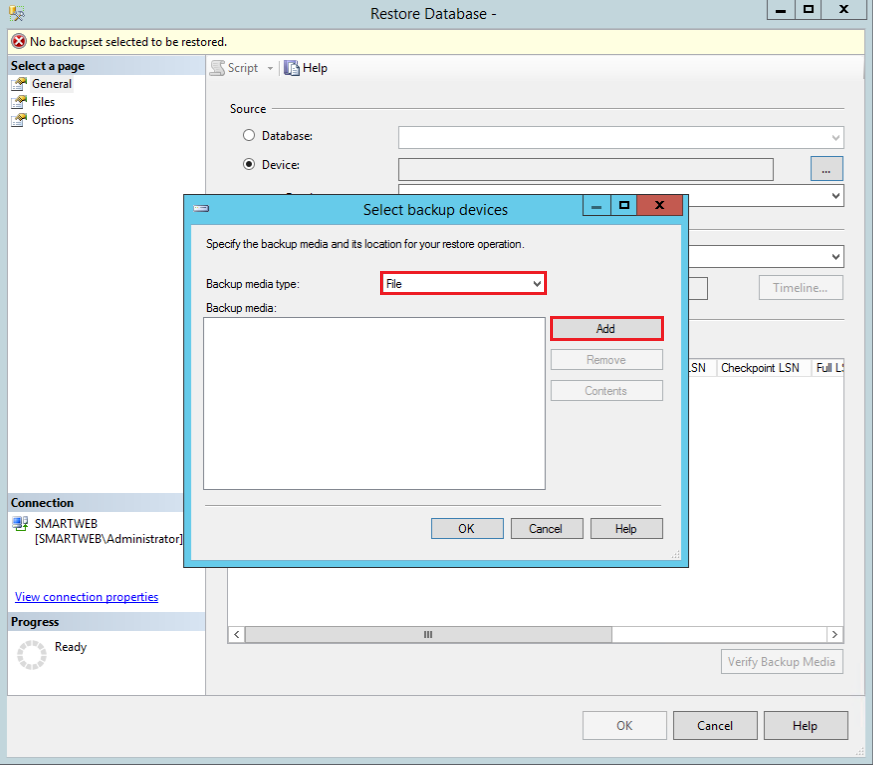 Restore Database -
No backupset selected to be restored.
Select a page
General
Files
Options
Script
Help
Source
Database:
Device:
...
Select backup devices
Specify the backup media and its location for your restore operation.
Backup media type:
File
Backup media:
Add
Remove
Contents
OK
Cancel
Help
Timeline...
LSN
Checkpoint LSN
Full LS
Connection
SMARTWEB
[SMARTWEB\Administrator]
View connection properties
Progress
Ready
Verify Backup Media
OK
Cancel
Help